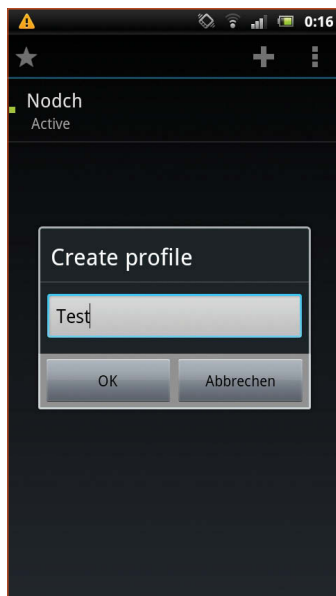 0:16
Nodch
Active
Create profile
Test
OK
Abbrechen